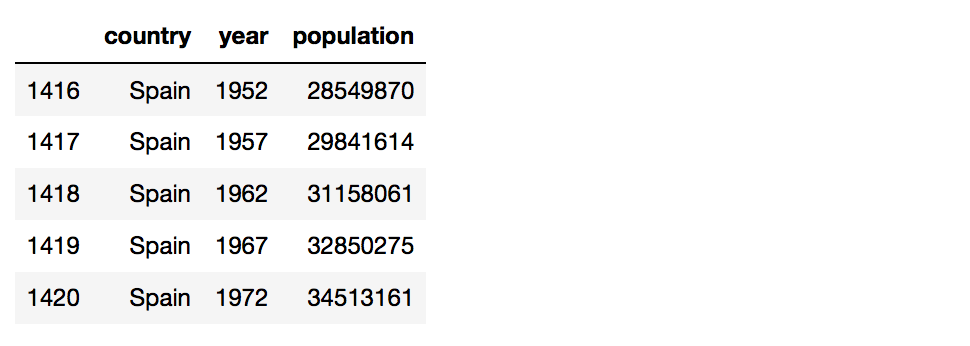 country year population
1416 Spain 1952 28549870
1417 Spain 1957 29841614
1418 Spain 1962 31158061
1419 Spain 1967 32850275
1420 Spain 1972 34513161